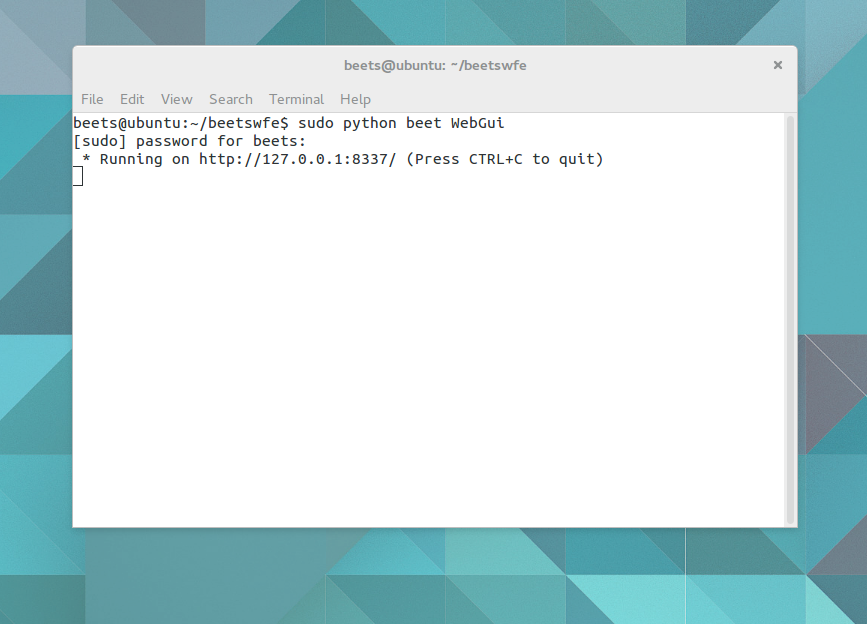 beets@ubuntu: ~/beetswfe
×
File Edit View Search Terminal Help
beets@ubuntu:~/beetswfe$ sudo python beet WebGui
[sudo] password for beets:
 * Running on http://127.0.0.1:8337/ (Press CTRL+C to quit)